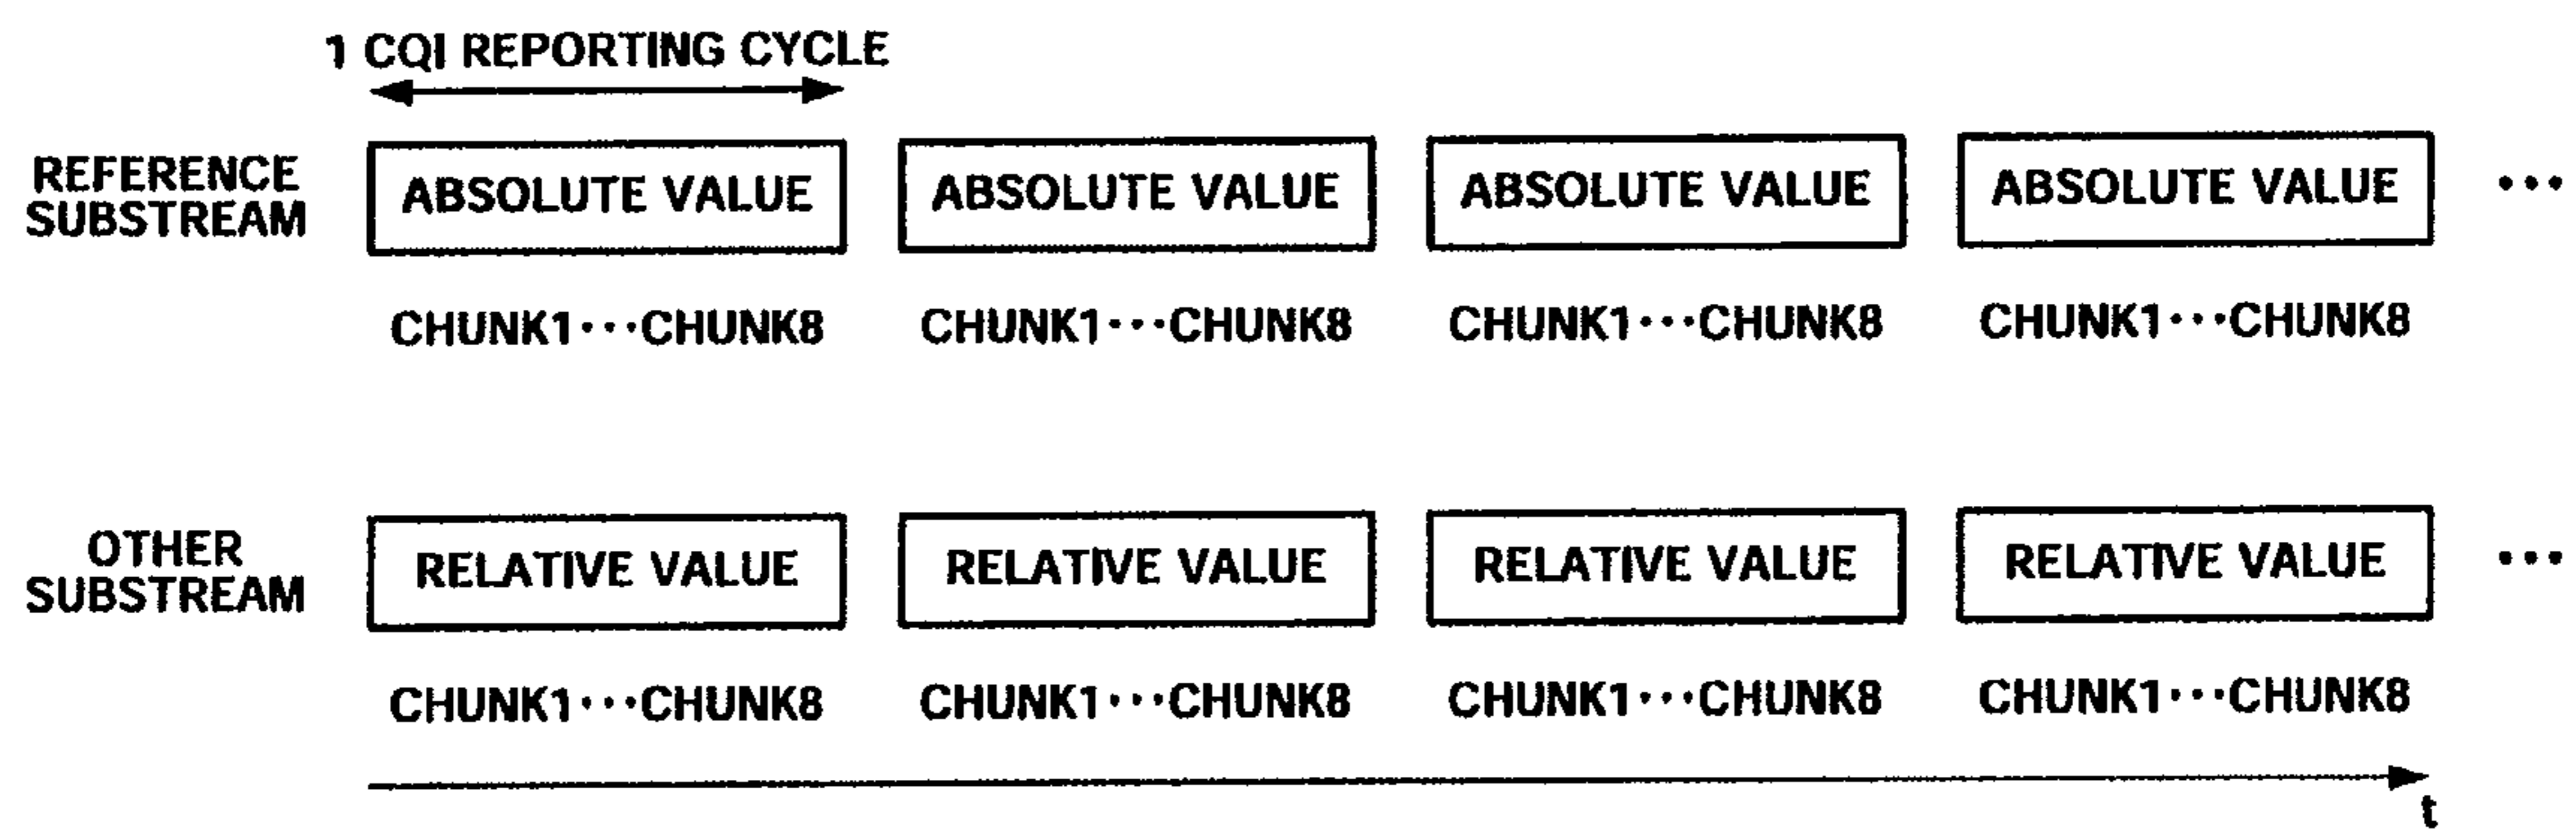 1 CQI REPORTING CYCLE
REFERENCE
SUBSTREAM
ABSOLUTE VALUE ABSOLUTE VALUE ABSOLUTE VALUE ABSOLUTE VALUE ···
CHUNK1···CHUNK8 CHUNK1···CHUNK8 CHUNK1···CHUNK8 CHUNK1···CHUNK8
OTHER
SUBSTREAM
RELATIVE VALUE RELATIVE VALUE RELATIVE VALUE RELATIVE VALUE ···
CHUNK1···CHUNK8 CHUNK1···CHUNK8 CHUNK1···CHUNK8 CHUNK1···CHUNK8
t